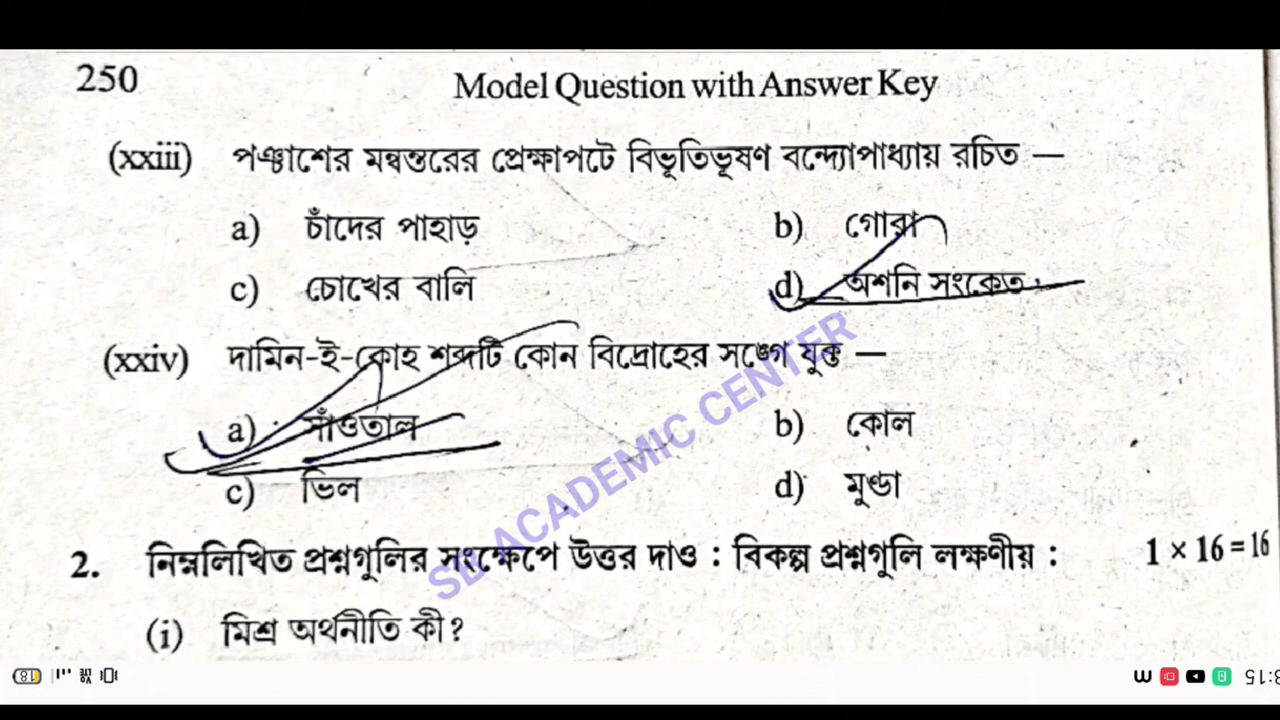 250 Model Question with Answer Key
(xxiii) পঞ্চাশের মন্বন্তরের প্রেক্ষাপটে বিভূতিভূষণ বন্দ্যোপাধ্যায় রচিত —
a) চাঁদের পাহাড় b) গোরা
c) চোখের বালি d) অশনি সংকেত
(xxiv) দামিন-ই-কোহ শব্দটি কোন বিদ্রোহের সঙ্গে যুক্ত —
a) সাঁওতাল b) কোল
c) ভিল d) মুণ্ডা
SB ACADEMIC CENTER
2. নিম্নলিখিত প্রশ্নগুলির সংক্ষেপে উত্তর দাও : বিকল্প প্রশ্নগুলি লক্ষণীয় : 1 × 16 = 16
(i) মিশ্র অর্থনীতি কী?